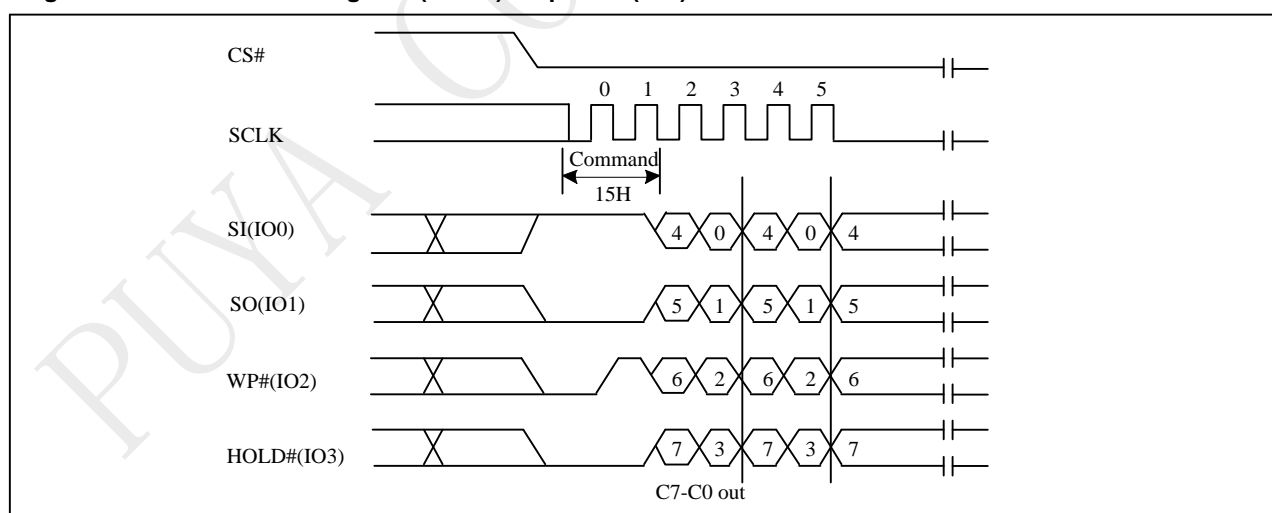 CS#
0 1 2 3 4 5
SCLK
Command
15H
SI(IO0) 4 0 4 0 4
SO(IO1) 5 1 5 1 5
WP#(IO2) 6 2 6 2 6
HOLD#(IO3) 7 3 7 3 7
C7-C0 out
PUYA